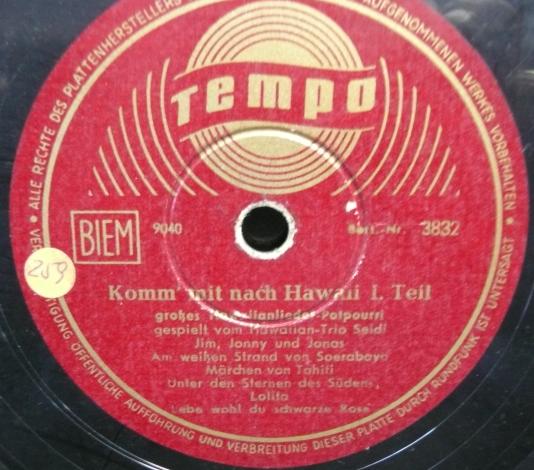 ALLE RECHTE DES PLATTENHERSTELLERS
AUFGENOMMENEN WERKES VORBEHALTEN
Tempo
BIEM
9040
Best.-Nr. 3832
259
Komm' mit nach Hawaii I. Teil
großes Hawaiianlieder-Potpourri
gespielt vom Hawaiian-Trio Seidl
Jim, Jonny und Jonas
Am weißen Strand von Soerabaya
Märchen von Tahiti
Unter den Sternen des Südens,
Lolita
Lebe wohl du schwarze Rose
ÖFFENTLICHE AUFFÜHRUNG UND VERBREITUNG DIESER PLATTE DURCH RUNDFUNK IST UNTERSAGT